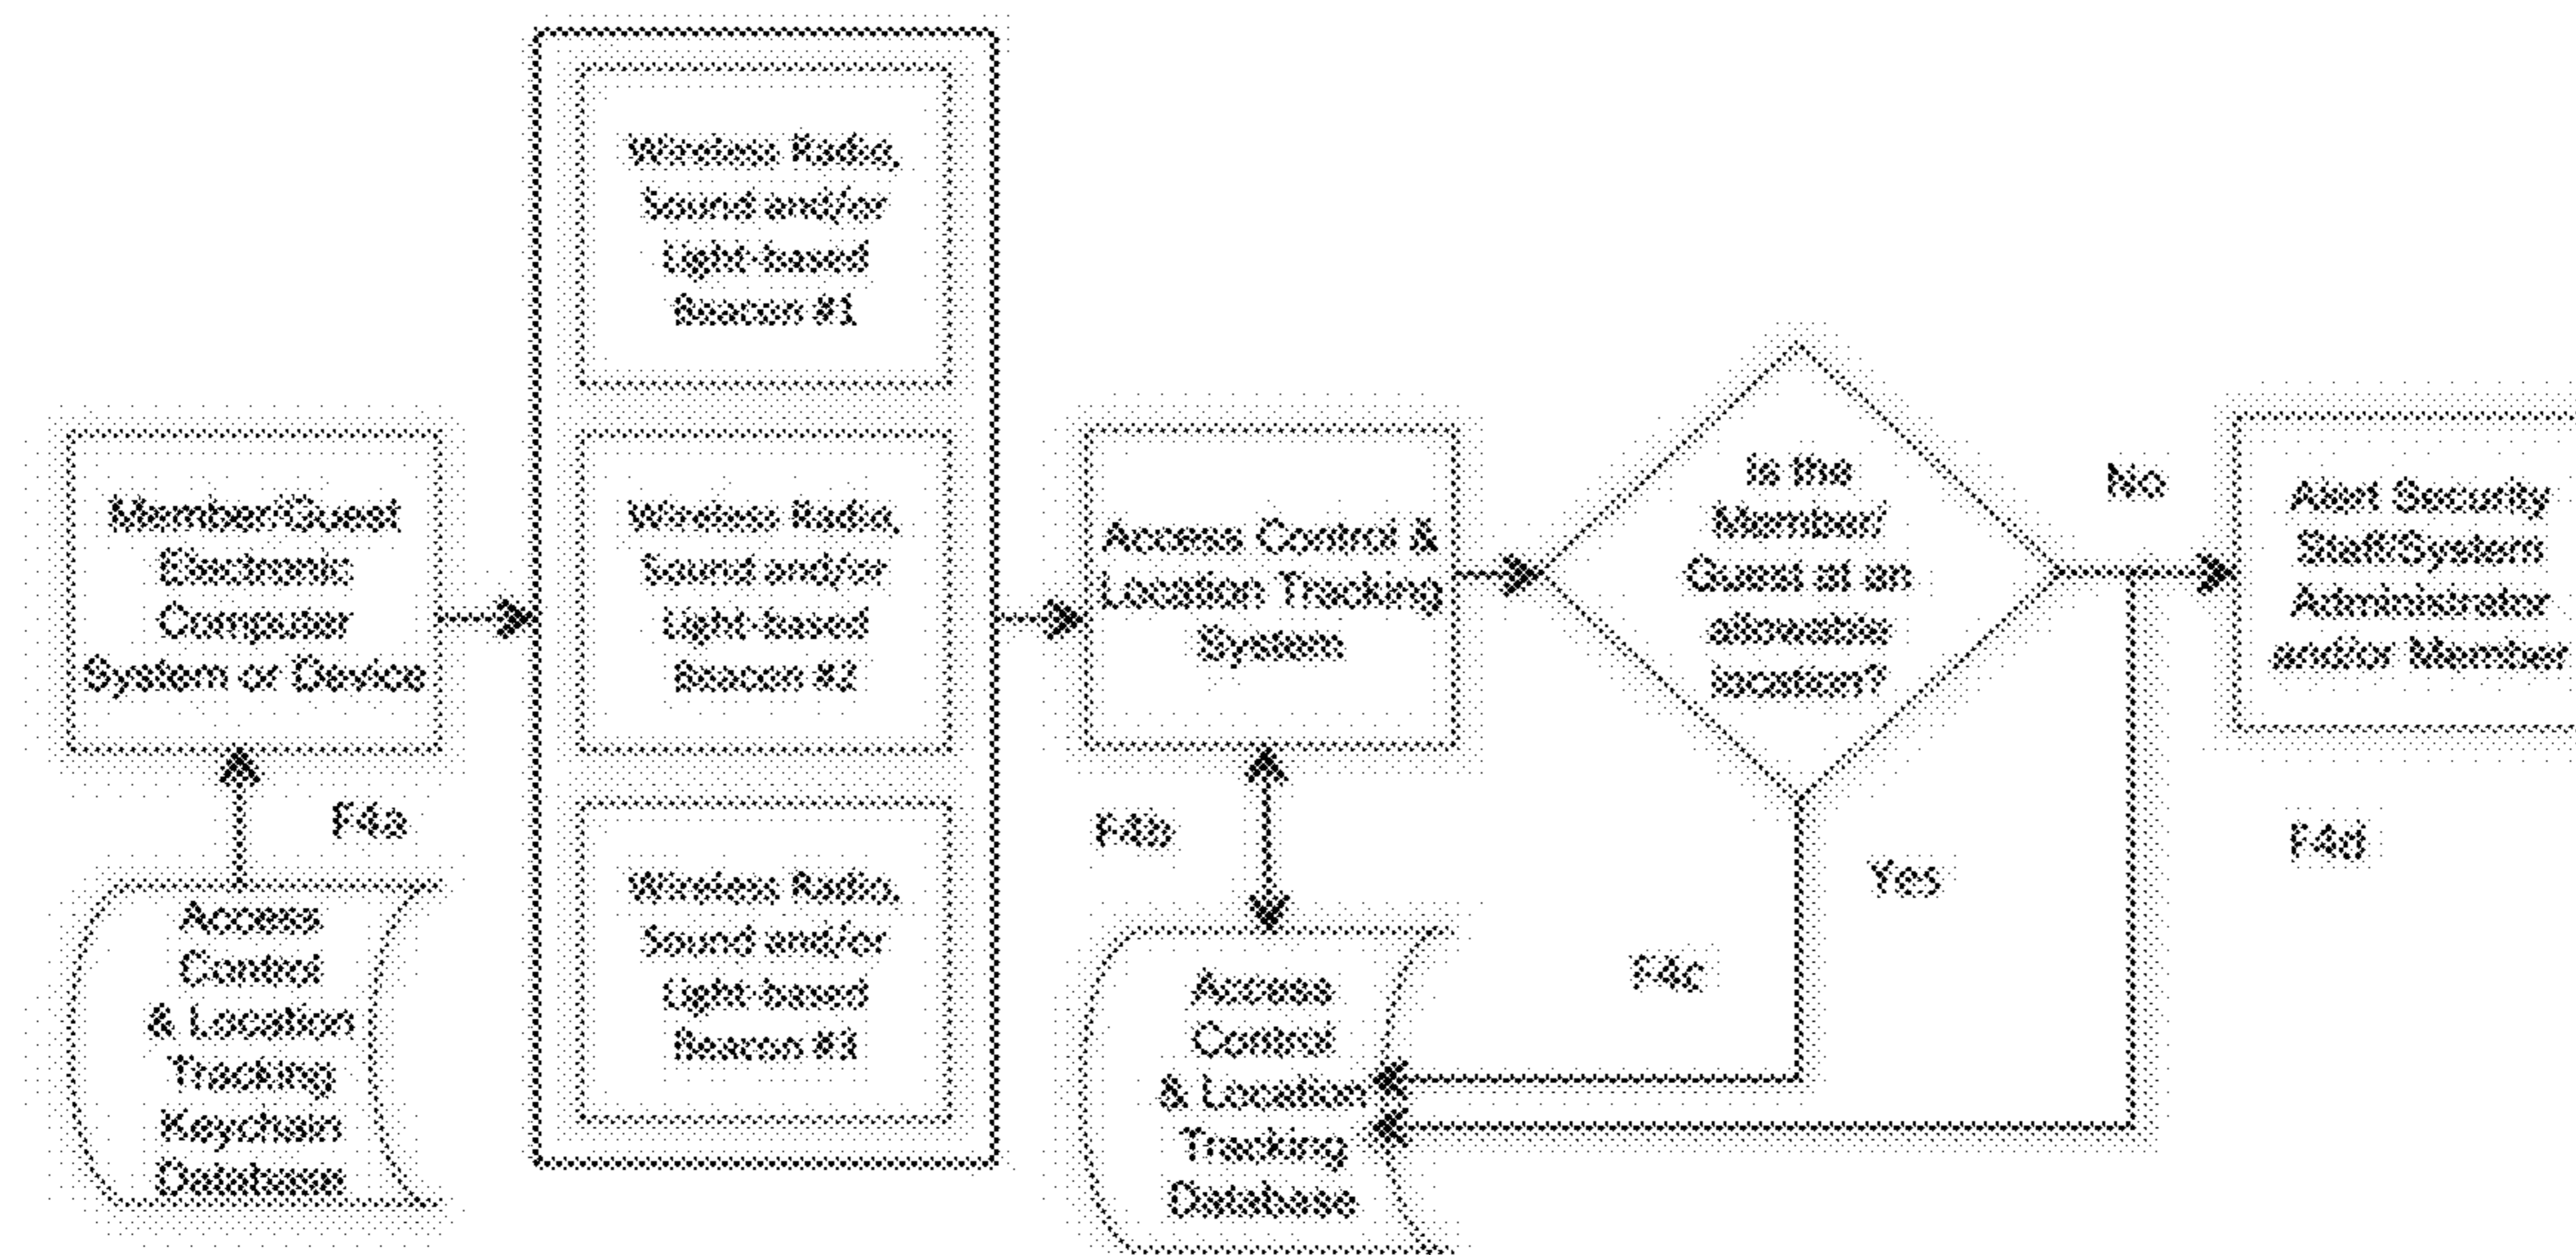 Wireless Radio,
Sound and/or
Light-based
Beacon #1
Member/Guest
Electronic
Computer
System or Device
Wireless Radio,
Sound and/or
Light-based
Beacon #2
Access Control &
Location Tracking
System
Is the
Member/
Guest at an
allowable
location?
No
Alert Security
Staff/System
Administrator
and/or Member
F4a
F4b
F4d
Yes
Access
Control
& Location
Tracking
Keychain
Database
Wireless Radio,
Sound and/or
Light-based
Beacon #3
F4c
Access
Control
& Location
Tracking
Database